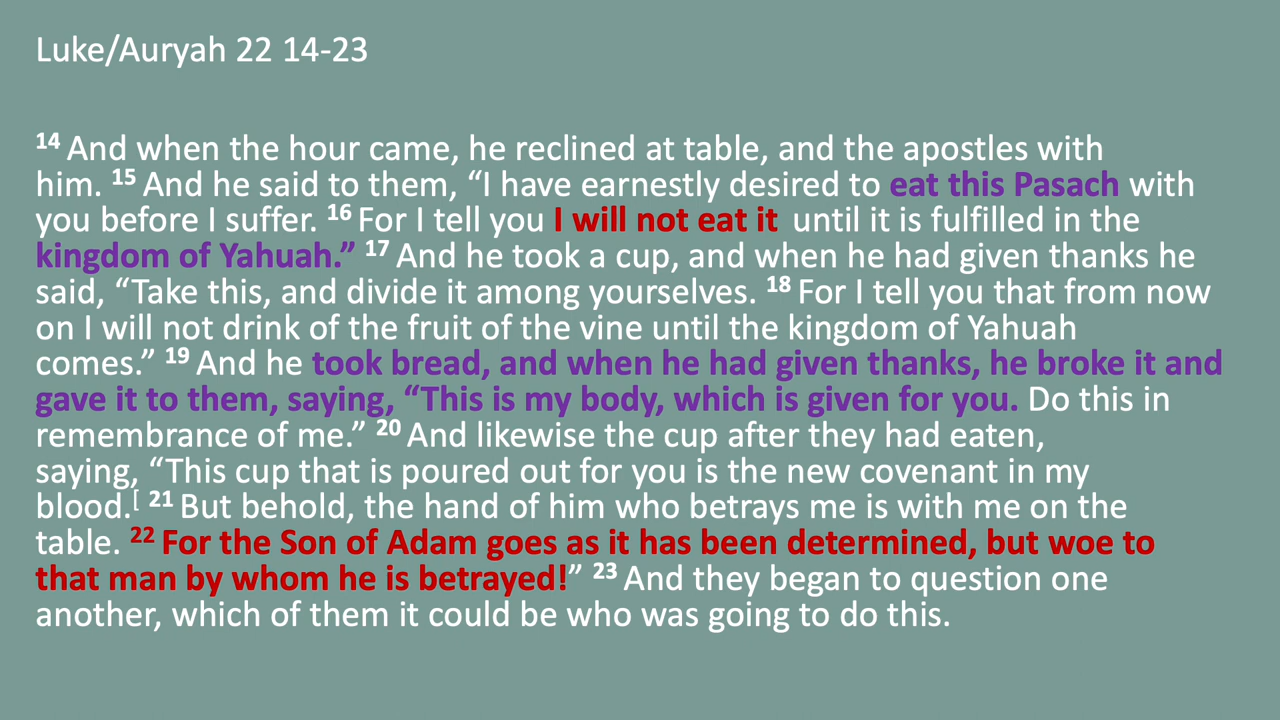 Luke/Auryah 22 14-23
14 And when the hour came, he reclined at table, and the apostles with
him. 15 And he said to them, “I have earnestly desired to eat this Pasach with
you before I suffer. 16 For I tell you I will not eat it until it is fulfilled in the
kingdom of Yahuah.” 17 And he took a cup, and when he had given thanks he
said, “Take this, and divide it among yourselves. 18 For I tell you that from now
on I will not drink of the fruit of the vine until the kingdom of Yahuah
comes.” 19 And he took bread, and when he had given thanks, he broke it and
gave it to them, saying, “This is my body, which is given for you. Do this in
remembrance of me.” 20 And likewise the cup after they had eaten,
saying, “This cup that is poured out for you is the new covenant in my
blood.[ 21 But behold, the hand of him who betrays me is with me on the
table. 22 For the Son of Adam goes as it has been determined, but woe to
that man by whom he is betrayed!” 23 And they began to question one
another, which of them it could be who was going to do this.